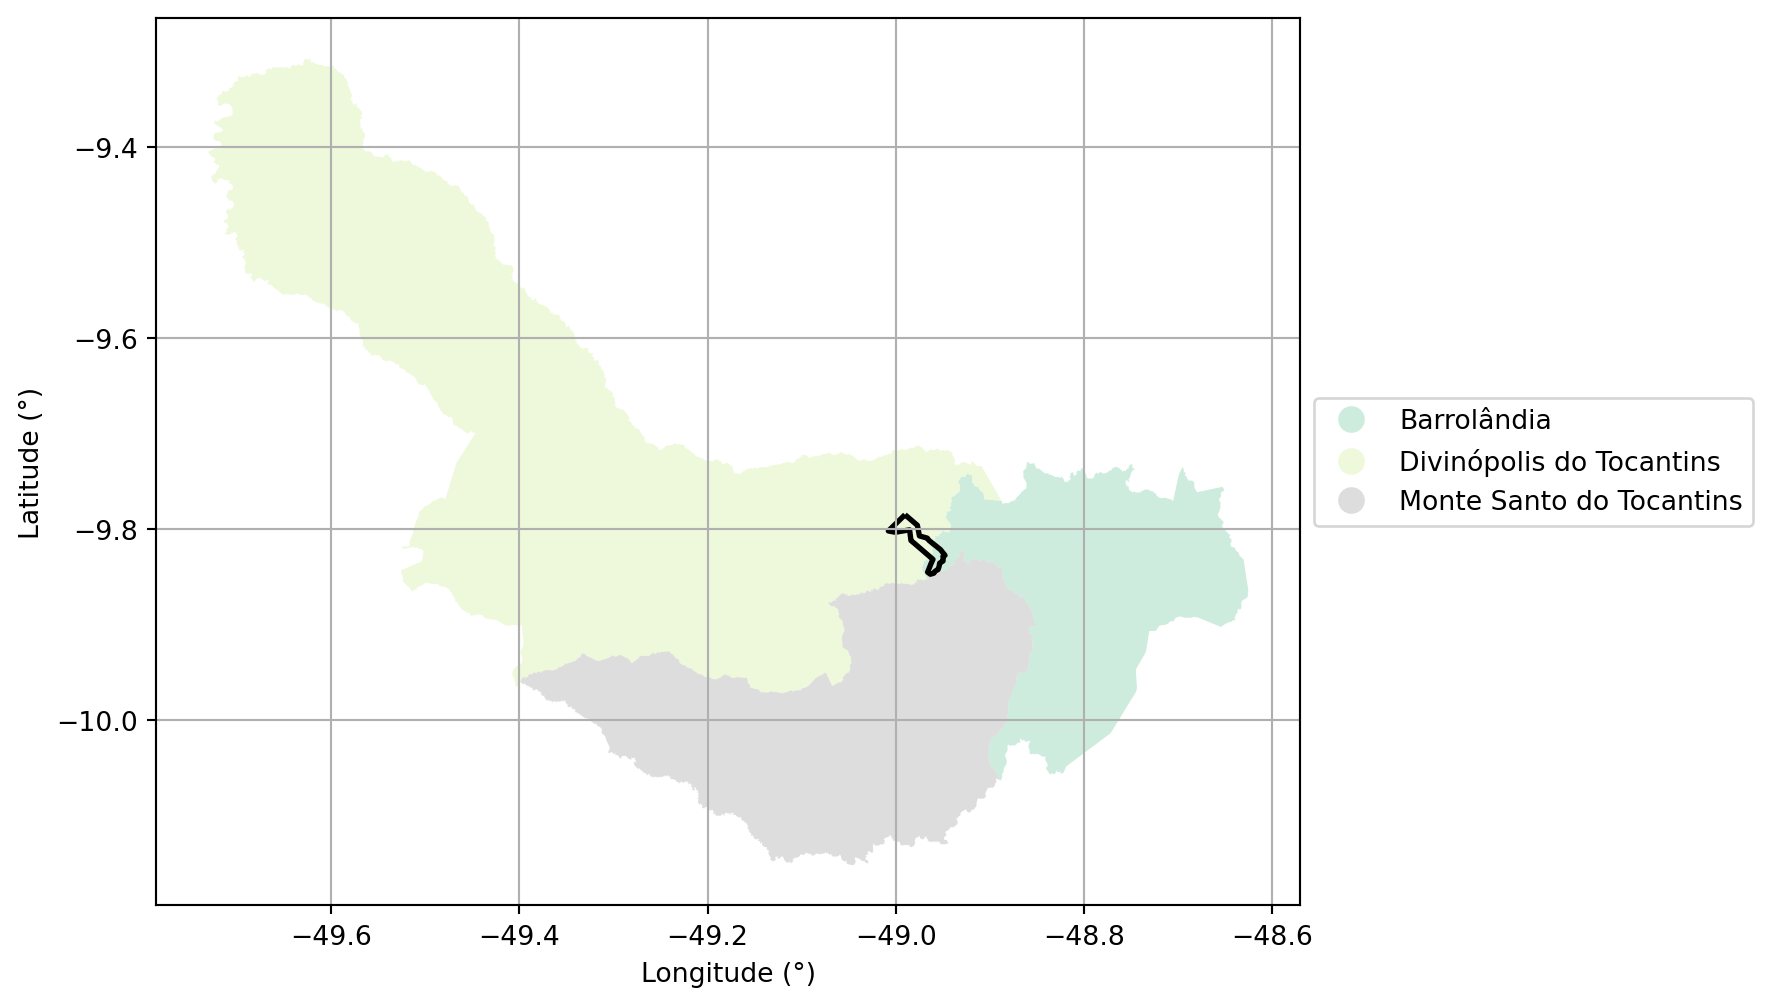 −9.4
−9.6
−9.8
−10.0
Latitude (°)
−49.6
−49.4
−49.2
−49.0
−48.8
−48.6
Longitude (°)
Barrolândia
Divinópolis do Tocantins
Monte Santo do Tocantins